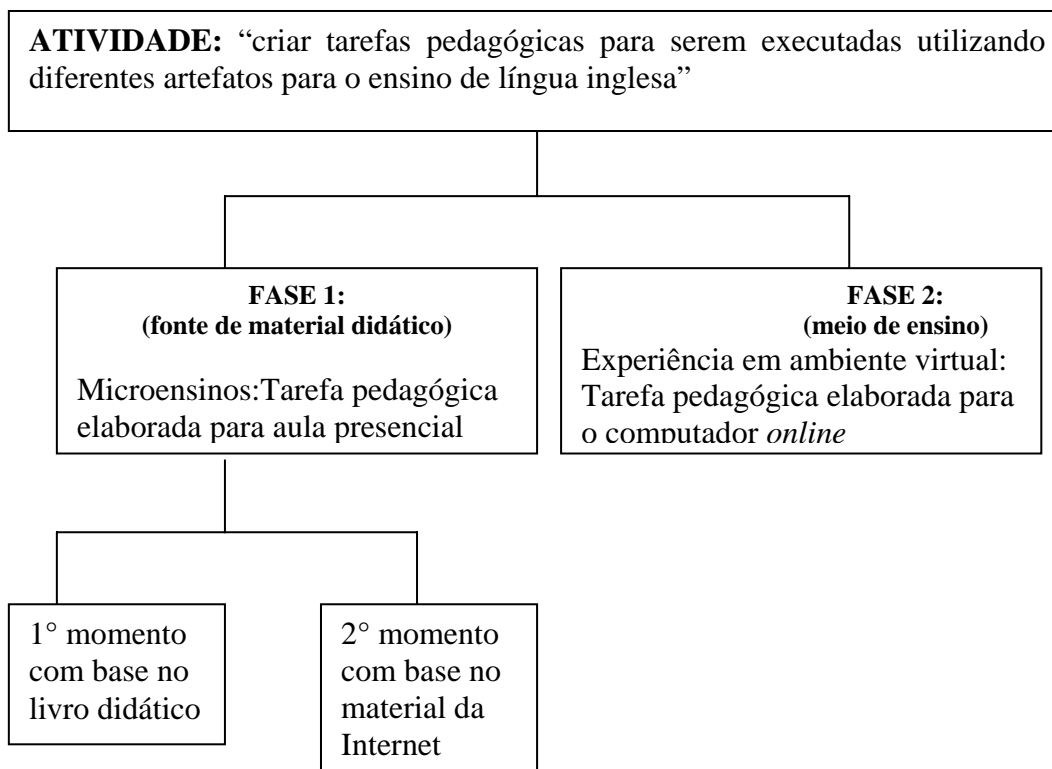 ATIVIDADE: “criar tarefas pedagógicas para serem executadas utilizando
diferentes artefatos para o ensino de língua inglesa”
FASE 1:
(fonte de material didático)
Microensinos:Tarefa pedagógica
elaborada para aula presencial
FASE 2:
(meio de ensino)
Experiência em ambiente virtual:
Tarefa pedagógica elaborada para
o computador online
1° momento
com base no
livro didático
2° momento
com base no
material da
Internet